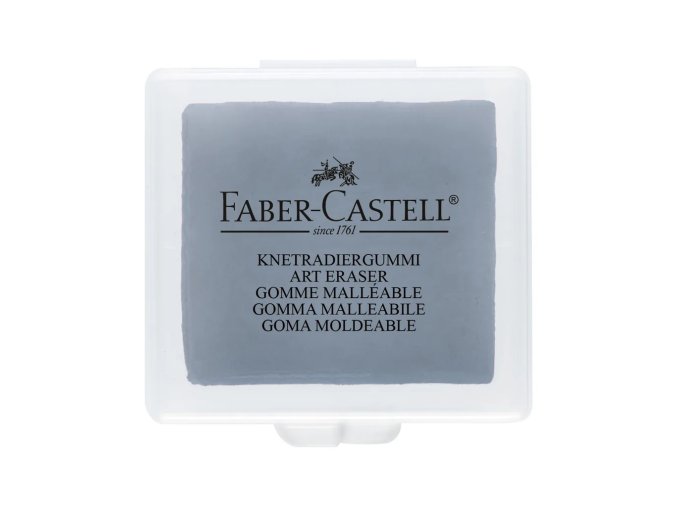 FABER-CASTELL®
since 1761
KNETRADIERGUMMI
ART ERASER
GOMME MALLÉABLE
GOMMA MALLEABILE
GOMA MOLDEABLE